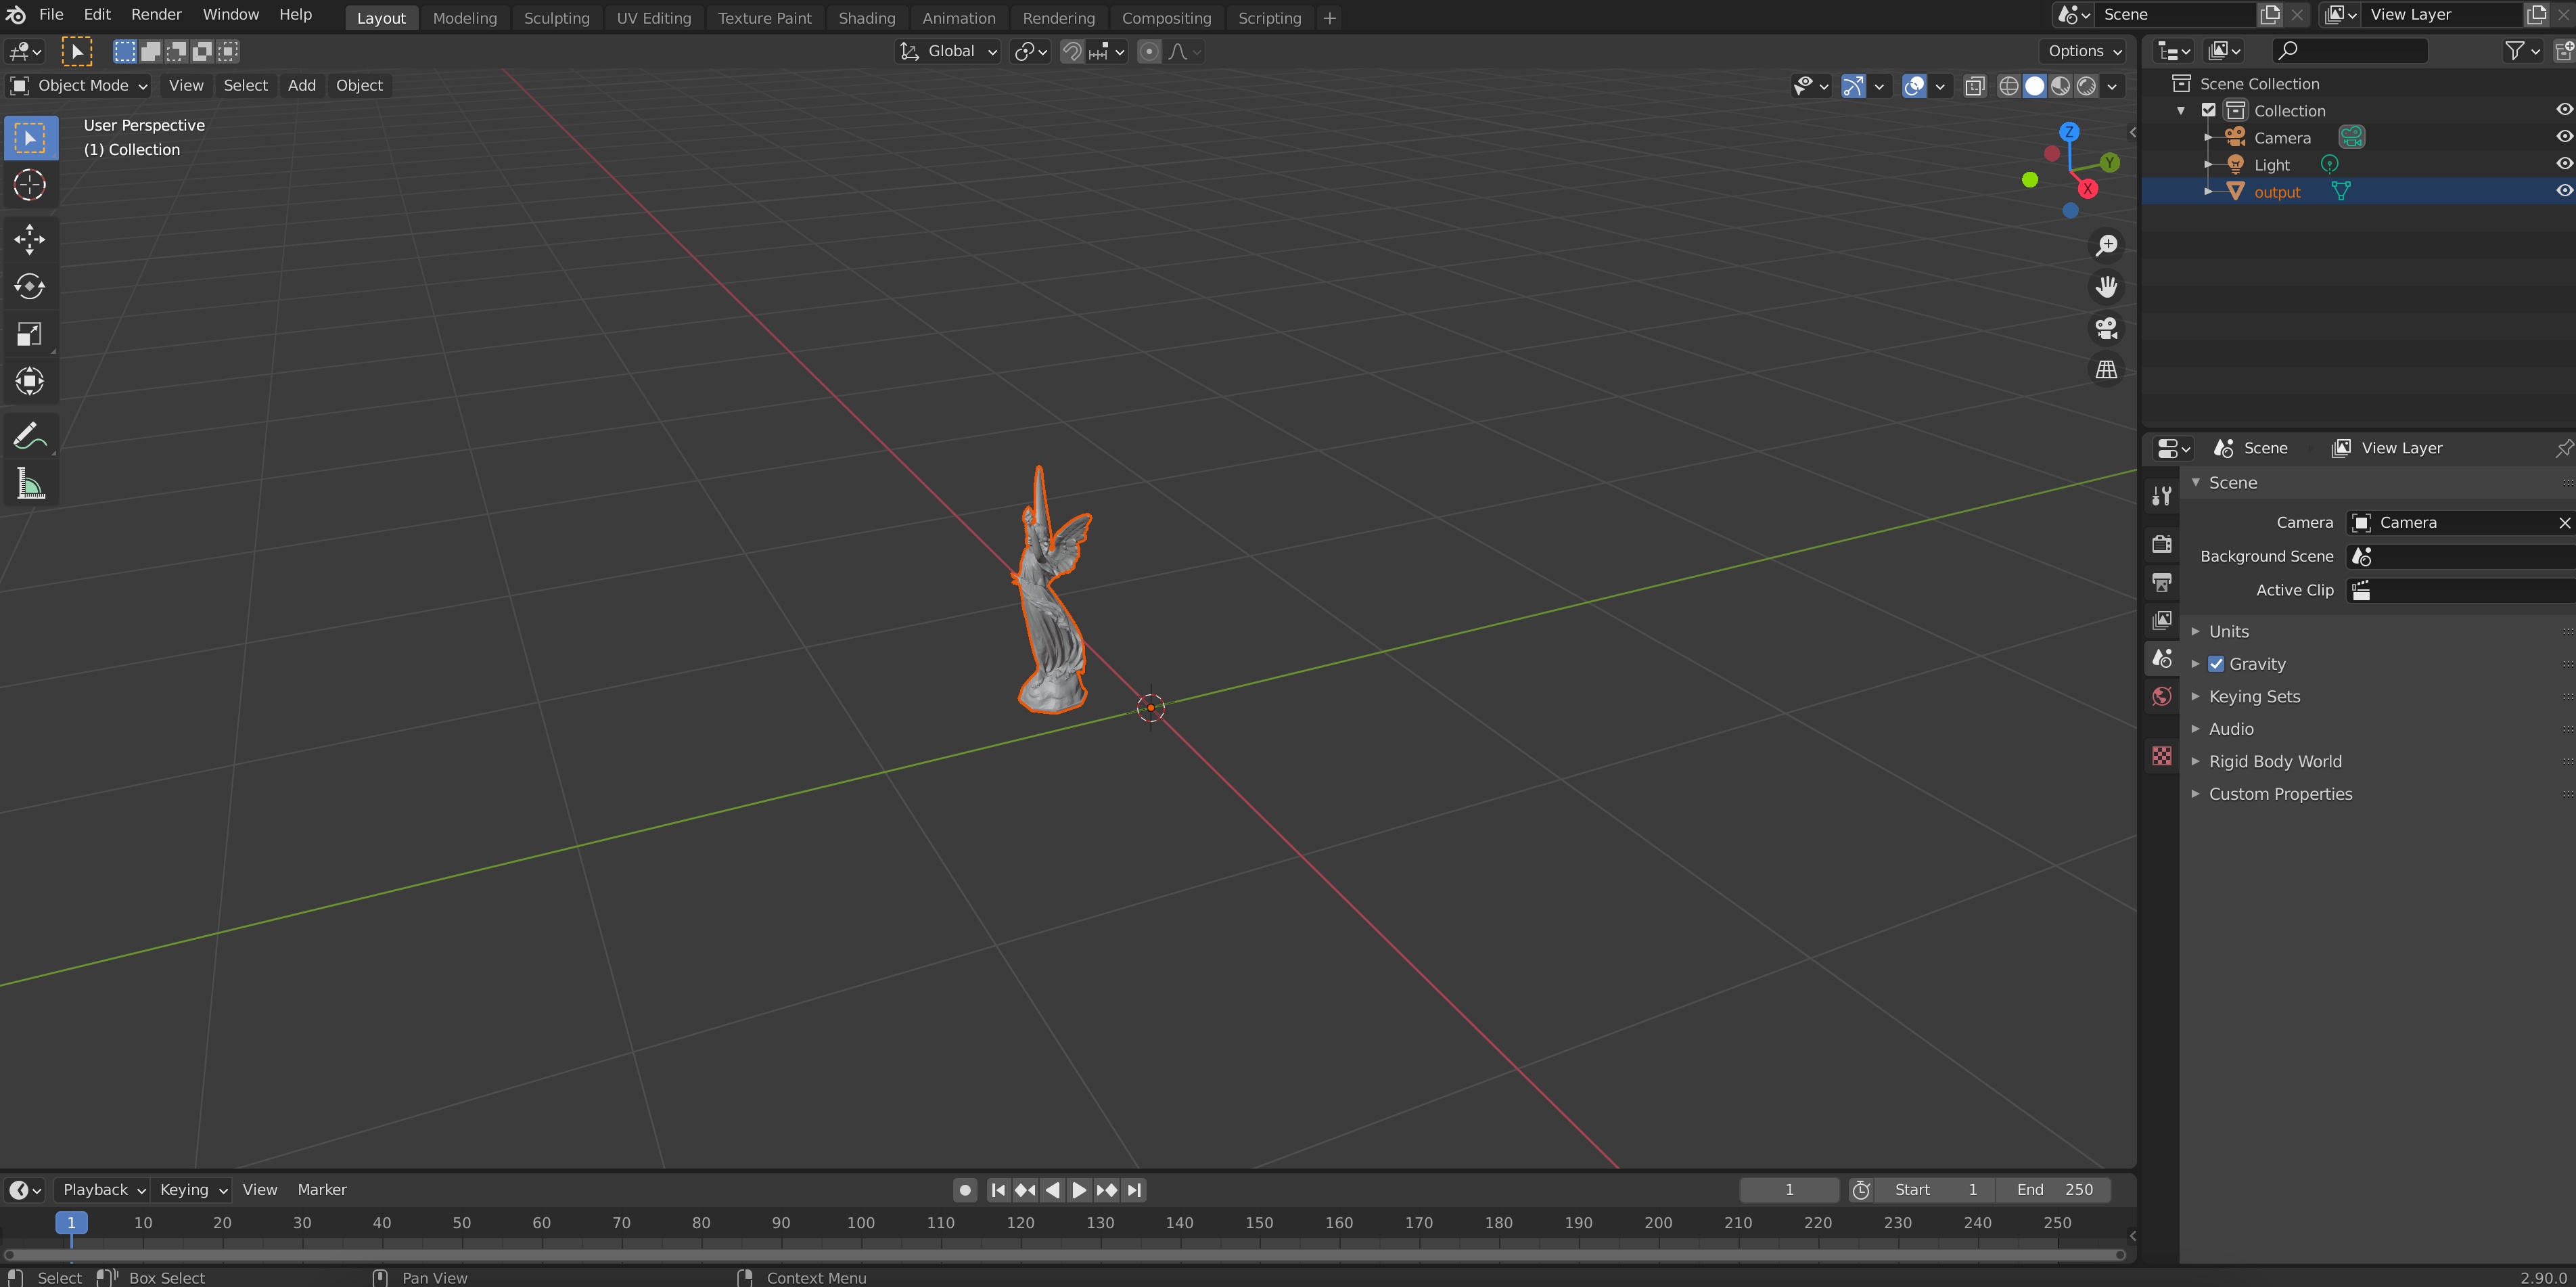 File Edit Render Window Help Layout Modeling Sculpting UV Editing Texture Paint Shading Animation Rendering Compositing Scripting + Scene View Layer
Global Options
Object Mode View Select Add Object
User Perspective
(1) Collection
Z
Y
X
Scene Collection
Collection
Camera
Light
output
Scene View Layer
Scene
Camera Camera
Background Scene
Active Clip
Units
Gravity
Keying Sets
Audio
Rigid Body World
Custom Properties
Playback Keying View Marker 1 Start 1 End 250
1 10 20 30 40 50 60 70 80 90 100 110 120 130 140 150 160 170 180 190 200 210 220 230 240 250
Select Box Select Pan View Context Menu 2.90.0